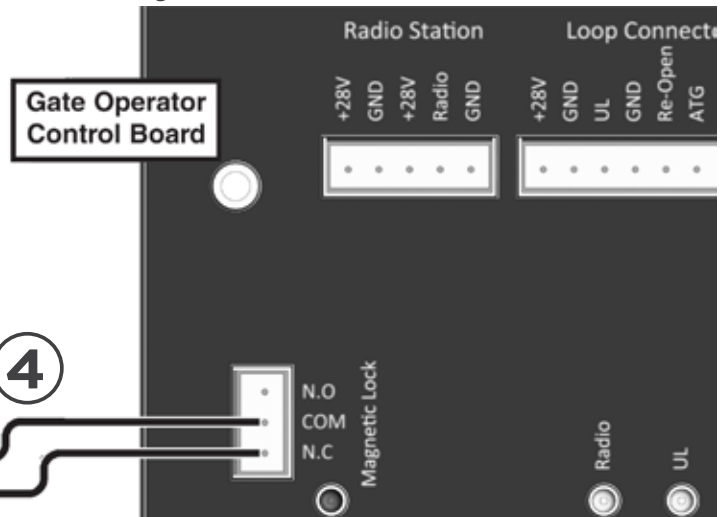 Radio Station
Loop Connect
Gate Operator
Control Board
+28V
GND
+28V
Radio
GND
+28V
GND
UL
GND
Re-Open
ATG
4
N.O
COM
N.C
Magnetic Lock
Radio
UL